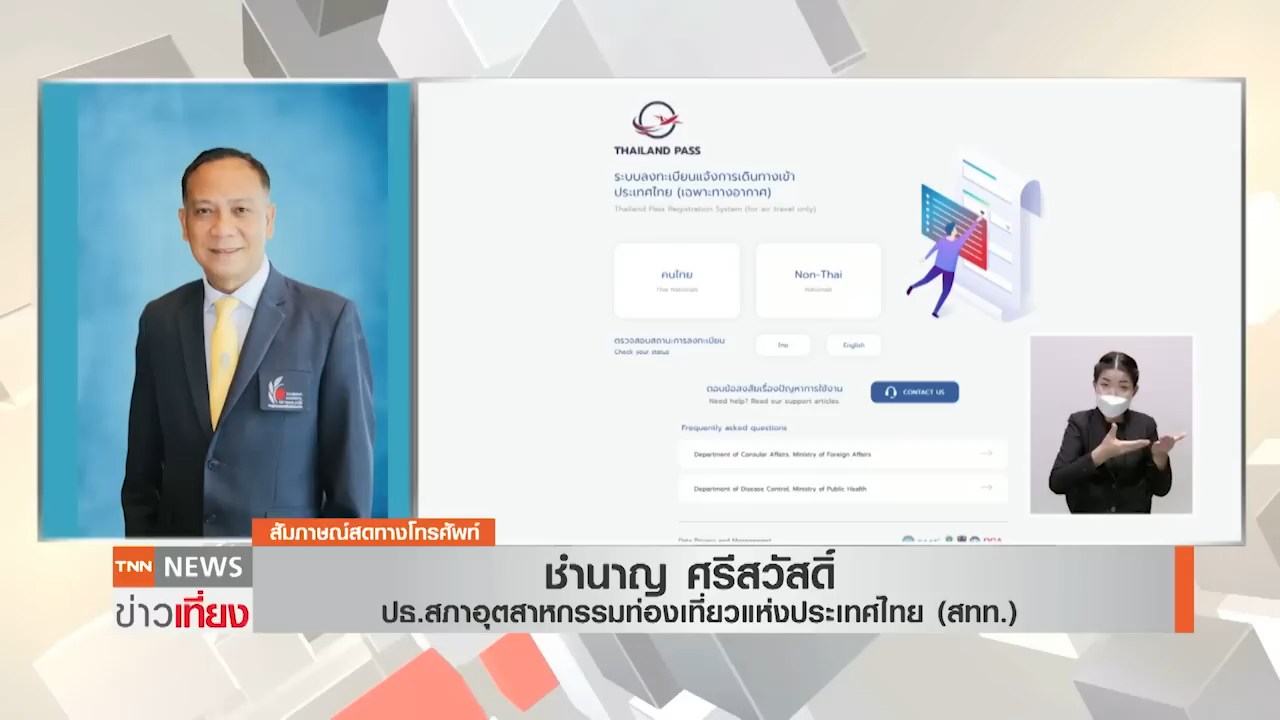 THAILAND PASS
ระบบลงทะเบียนแจ้งการเดินทางเข้า
ประเทศไทย (เฉพาะทางอากาศ)
Thailand Pass Registration System (for air travel only)
คนไทย
Thai Nationals
Non-Thai
Nationals
ตรวจสอบสถานะการลงทะเบียน
Check your status
ไทย
English
ตอบข้อสงสัยเรื่องปัญหาการใช้งาน
Need help? Read our support articles.
CONTACT US
Frequently asked questions
Department of Consular Affairs, Ministry of Foreign Affairs
Department of Disease Control, Ministry of Public Health
DGA
สัมภาษณ์สดทางโทรศัพท์
TNN NEWS
ข่าวเที่ยง
ชำนาญ ศรีสวัสดิ์
ปธ.สภาอุตสาหกรรมท่องเที่ยวแห่งประเทศไทย (สทท.)